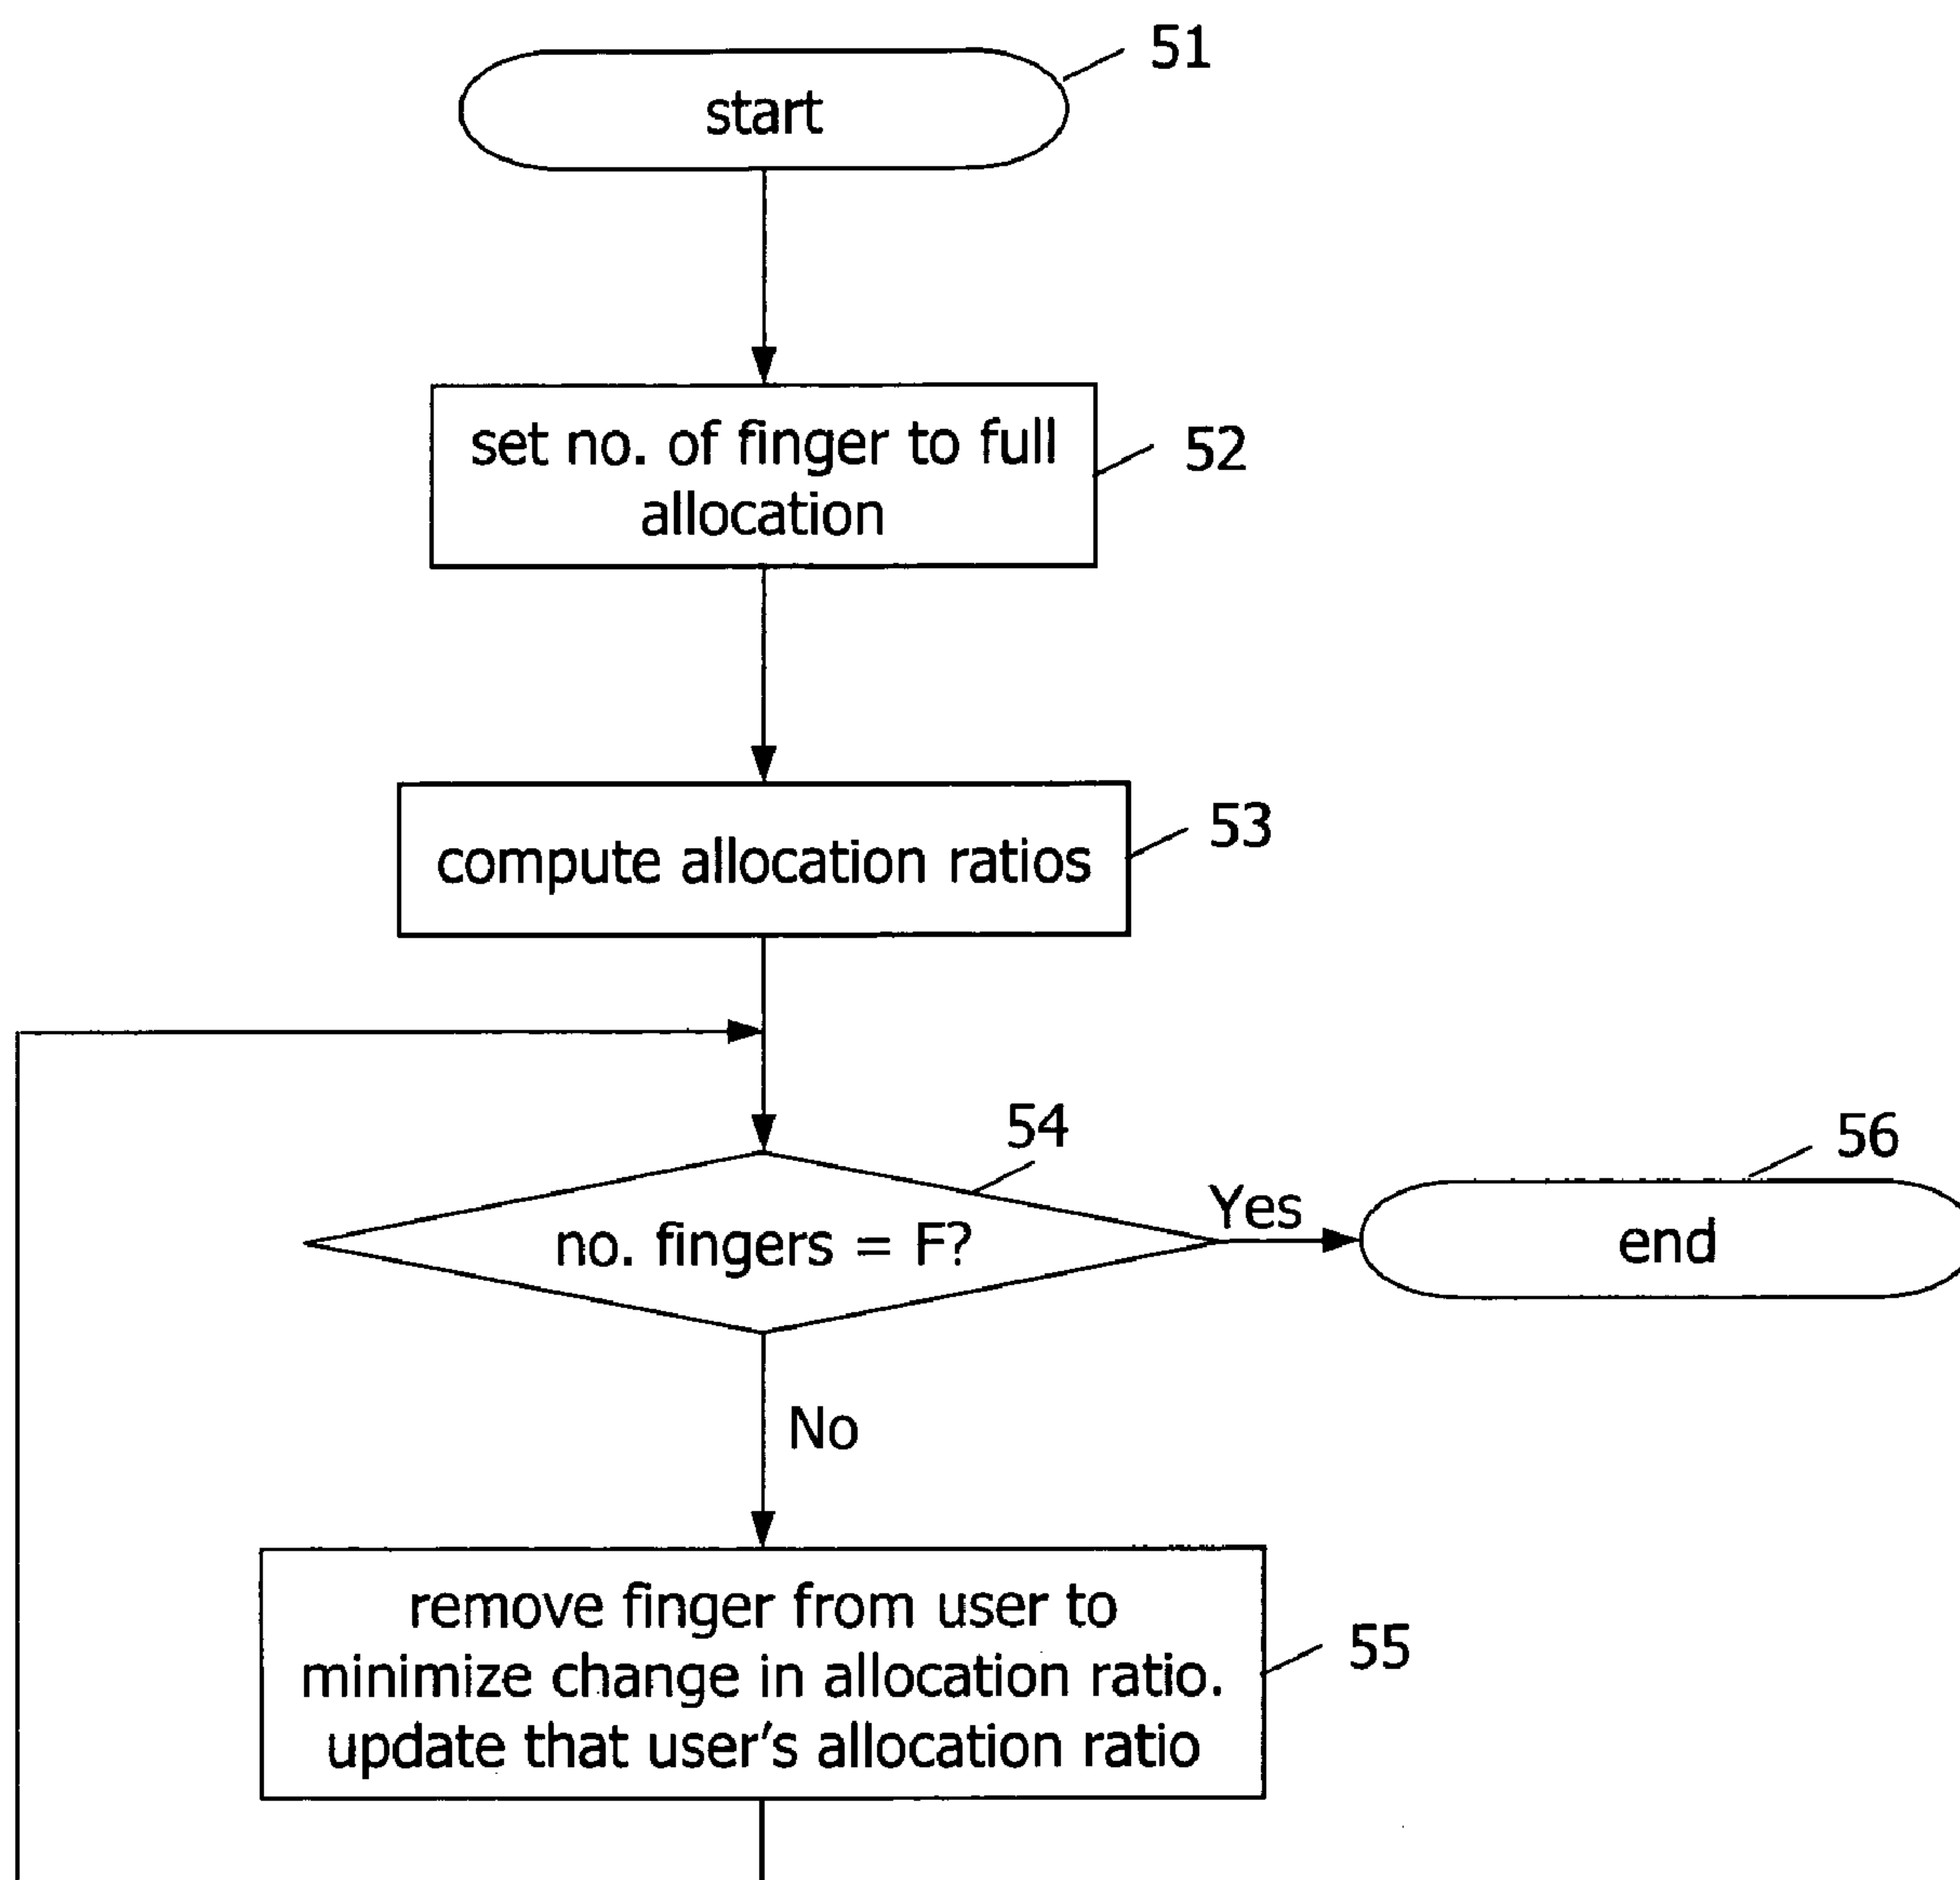 51
start
set no. of finger to full
allocation
52
53
compute allocation ratios
54
56
Yes
no. fingers = F?
end
No
remove finger from user to
minimize change in allocation ratio.
update that user's allocation ratio
55